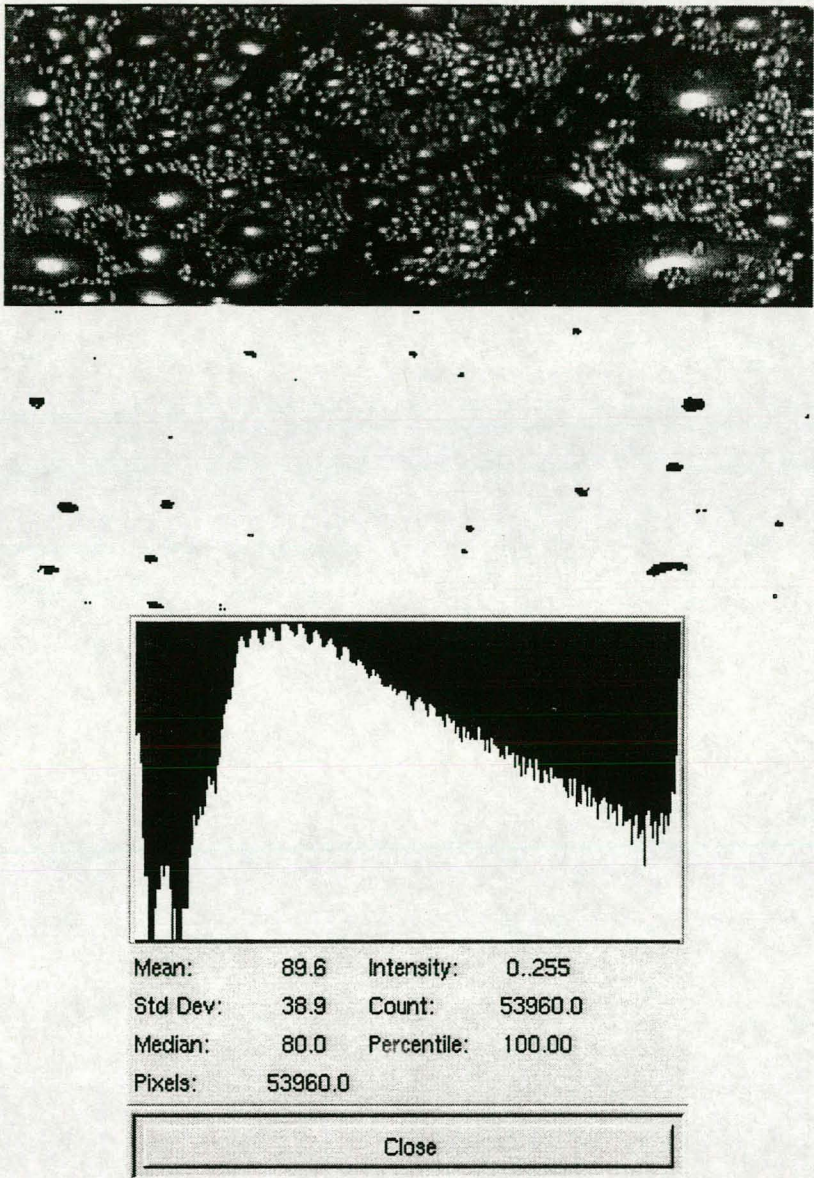 Mean: 89.6 Intensity: 0..255
Std Dev: 38.9 Count: 53960.0
Median: 80.0 Percentile: 100.00
Pixels: 53960.0
Close